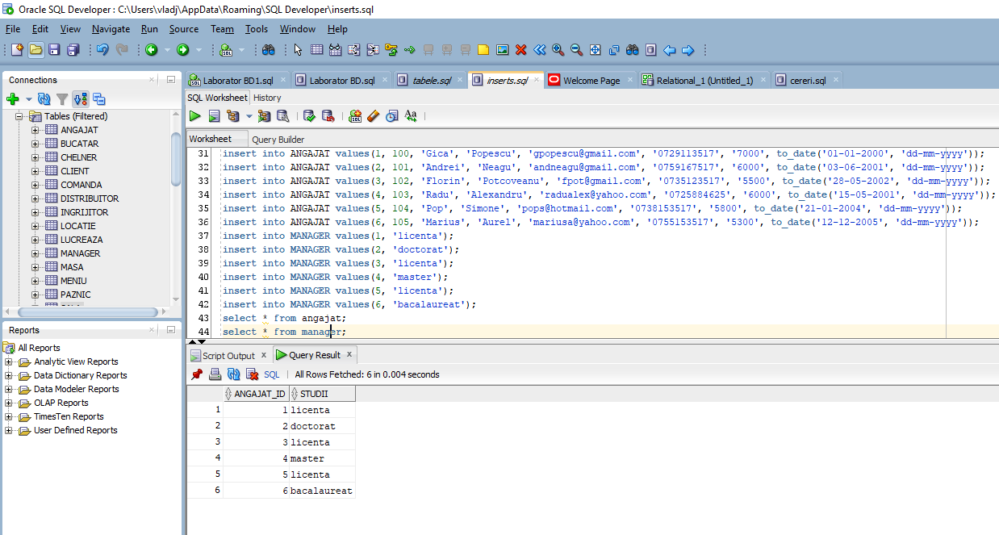 Oracle SQL Developer : C:\Users\vladj\AppData\Roaming\SQL Developer\inserts.sql
File Edit View Navigate Run Source Team Tools Window Help
Connections
Tables (Filtered)
ANGAJAT
BUCATAR
CHELNER
CLIENT
COMANDA
DISTRIBUITOR
INGRIJITOR
LOCATIE
LUCREAZA
MANAGER
MASA
MENIU
PAZNIC
Reports
All Reports
Analytic View Reports
Data Dictionary Reports
Data Modeler Reports
OLAP Reports
TimesTen Reports
User Defined Reports
Laborator BD1.sql Laborator BD.sql tabele.sql inserts.sql Welcome Page Relational_1 (Untitled_1) cereri.sql
SQL Worksheet History
Worksheet Query Builder
31 insert into ANGAJAT values(1, 100, 'Gica', 'Popescu', 'gpopescu@gmail.com', '0729113517', '7000', to_date('01-01-2000', 'dd-mm-yyyy'));
32 insert into ANGAJAT values(2, 101, 'Andrei', 'Neagu', 'andneagu@gmail.com', '0759167517', '6000', to_date('03-06-2001', 'dd-mm-yyyy'));
33 insert into ANGAJAT values(3, 102, 'Florin', 'Potcoveanu', 'fpot@gmail.com', '0735123517', '5500', to_date('28-05-2002', 'dd-mm-yyyy'));
34 insert into ANGAJAT values(4, 103, 'Radu', 'Alexandru', 'radualex@yahoo.com', '0725884625', '6000', to_date('15-05-2001', 'dd-mm-yyyy'));
35 insert into ANGAJAT values(5, 104, 'Pop', 'Simone', 'pops@hotmail.com', '0738153517', '5800', to_date('21-01-2004', 'dd-mm-yyyy'));
36 insert into ANGAJAT values(6, 105, 'Marius', 'Aurel', 'mariusa@yahoo.com', '0755153517', '5300', to_date('12-12-2005', 'dd-mm-yyyy'));
37 insert into MANAGER values(1, 'licenta');
38 insert into MANAGER values(2, 'doctorat');
39 insert into MANAGER values(3, 'licenta');
40 insert into MANAGER values(4, 'master');
41 insert into MANAGER values(5, 'licenta');
42 insert into MANAGER values(6, 'bacalaureat');
43 select * from angajat;
44 select * from manager;
Script Output Query Result
SQL All Rows Fetched: 6 in 0.004 seconds
ANGAJAT_ID STUDII
1 1 licenta
2 2 doctorat
3 3 licenta
4 4 master
5 5 licenta
6 6 bacalaureat